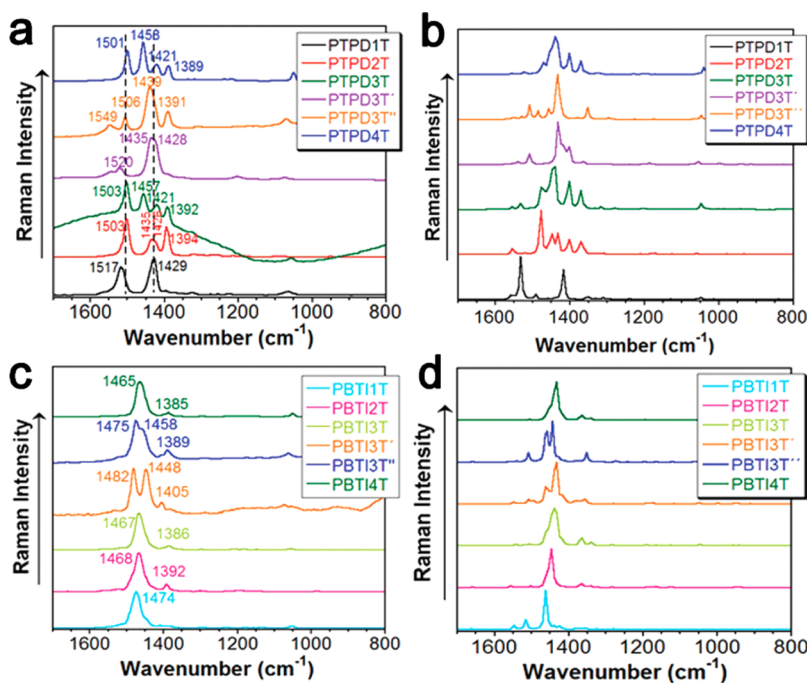 a
1501
1458
1421
1389
1439
1549
1506
1391
1435
1428
1520
1503
1457
1421
1392
1503
1435
1394
1517
1429
PTPD1T
PTPD2T
PTPD3T
PTPD3T´
PTPD3T"
PTPD4T
Raman Intensity
1600 1400 1200 1000 800
Wavenumber (cm-1)
b
PTPD1T
PTPD2T
PTPD3T
PTPD3T´
PTPD3T´´
PTPD4T
Raman Intensity
1600 1400 1200 1000 800
Wavenumber (cm-1)
c
1465
1385
1475
1458
1389
1482
1448
1405
1467
1386
1468
1392
1474
PBTI1T
PBTI2T
PBTI3T
PBTI3T´
PBTI3T"
PBTI4T
Raman Intensity
1600 1400 1200 1000 800
Wavenumber (cm-1)
d
PBTI1T
PBTI2T
PBTI3T
PBTI3T´
PBTI3T´´
PBTI4T
Raman Intensity
1600 1400 1200 1000 800
Wavenumber (cm-1)